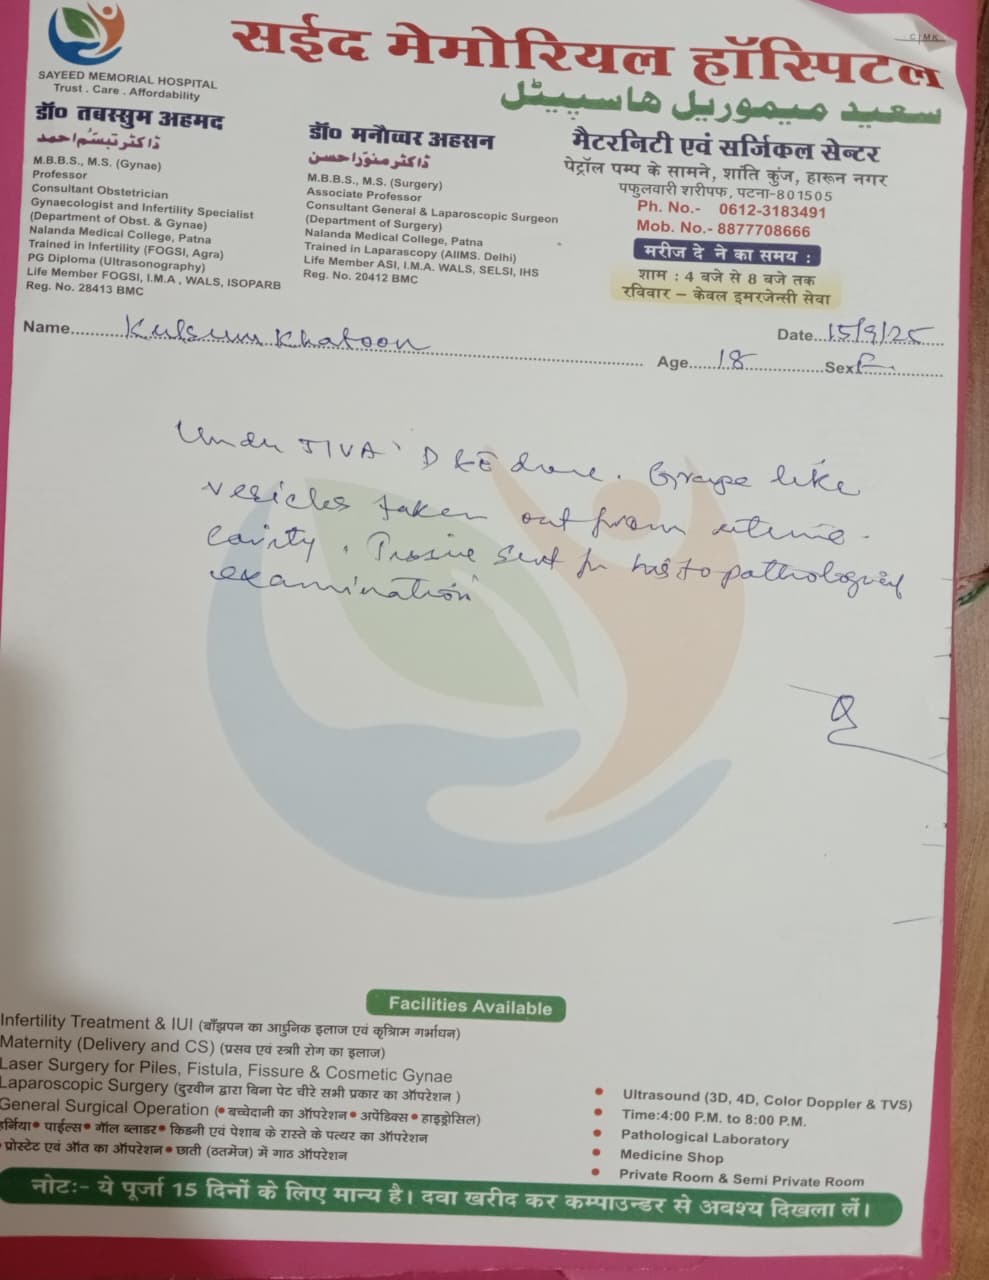 C MK
सईद मेमोरियल हॉस्पिटल
سعید میموریل هاسپیٹل
SAYEED MEMORIAL HOSPITAL
Trust . Care . Affordability
डॉ० तबस्सुम अहमद
ڈاکٹر تبسّم احمد
M.B.B.S., M.S. (Gynae)
Professor
Consultant Obstetrician
Gynaecologist and Infertility Specialist
(Department of Obst. & Gynae)
Nalanda Medical College, Patna
Trained in Infertility (FOGSI, Agra)
PG Diploma (Ultrasonography)
Life Member FOGSI, I.M.A , WALS, ISOPARB
Reg. No. 28413 BMC
डॉ० मनौव्वर अहसन
ڈاکٹر منوّر احسن
M.B.B.S., M.S. (Surgery)
Associate Professor
Consultant General & Laparoscopic Surgeon
(Department of Surgery)
Nalanda Medical College, Patna
Trained in Laparascopy (AIIMS. Delhi)
Life Member ASI, I.M.A. WALS, SELSI, IHS
Reg. No. 20412 BMC
मैटरनिटी एवं सर्जिकल सेन्टर
पेट्रॉल पम्प के सामने, शांति कुंज, हारून नगर
पफुलवारी शरीपफ, पटना-801505
Ph. No.- 0612-3183491
Mob. No.- 8877708666
मरीज दे ने का समय :
शाम : 4 बजे से 8 बजे तक
रविवार – केबल इमरजेन्सी सेवा
Name Kulsum Khatoon
Date 15/9/25
Age 18 Sex F
Under TIVA D & E done. Grape like
vesicles taken out from uterine
cavity. sent for histopathological
examination
Facilities Available
Infertility Treatment & IUI (बाँझपन का आधुनिक इलाज एवं कृत्रिाम गर्भाधन)
Maternity (Delivery and CS) (प्रसव एवं स्त्राी रोग का इलाज)
Laser Surgery for Piles, Fistula, Fissure & Cosmetic Gynae
Laparoscopic Surgery (दुरवीन द्वारा बिना पेट चीरे सभी प्रकार का ऑपरेशन )
General Surgical Operation (• बच्चेदानी का ऑपरेशन • अपेंडिक्स • हाइड्रोसिल)
हर्निया • पाईल्स • गॉल ब्लाडर • किडनी एवं पेशाब के रास्ते के पत्थर का ऑपरेशन
प्रोस्टेट एवं आँत का ऑपरेशन • छाती (ठतमेज) में गाठ ऑपरेशन
• Ultrasound (3D, 4D, Color Doppler & TVS)
• Time:4:00 P.M. to 8:00 P.M.
• Pathological Laboratory
• Medicine Shop
• Private Room & Semi Private Room
नोटः- ये पूर्जा 15 दिनों के लिए मान्य है। दवा खरीद कर कम्पाउन्डर से अवश्य दिखला लें।